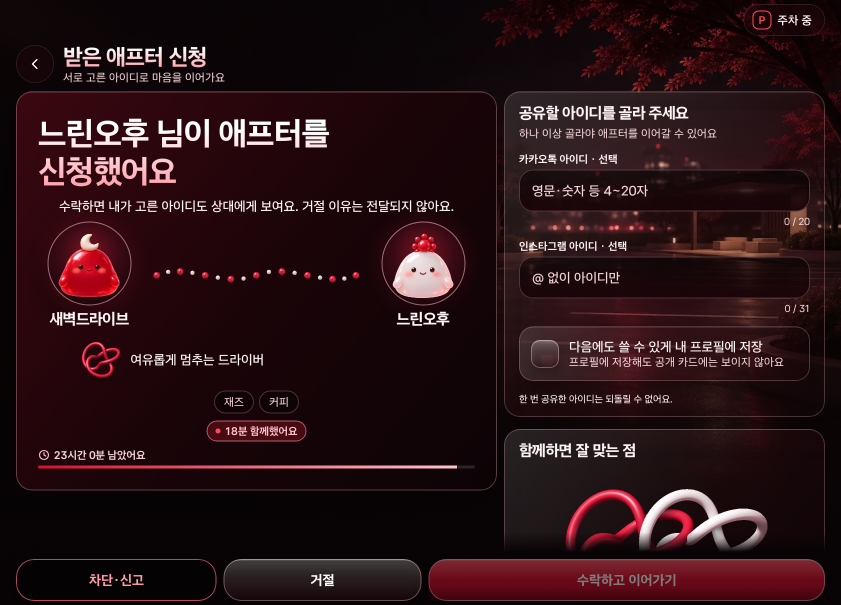 P 주차 중
받은 애프터 신청
서로 고른 아이디로 마음을 이어가요
느린오후 님이 애프터를
신청했어요
수락하면 내가 고른 아이디도 상대에게 보여요. 거절 이유는 전달되지 않아요.
새벽드라이브
느린오후
여유롭게 멈추는 드라이버
재즈
커피
18분 함께했어요
23시간 0분 남았어요
공유할 아이디를 골라 주세요
하나 이상 골라야 애프터를 이어갈 수 있어요
카카오톡 아이디 · 선택
영문·숫자 등 4~20자
0 / 20
인스타그램 아이디 · 선택
@ 없이 아이디만
0 / 31
다음에도 쓸 수 있게 내 프로필에 저장
프로필에 저장해도 공개 카드에는 보이지 않아요
한 번 공유한 아이디는 되돌릴 수 없어요.
함께하면 잘 맞는 점
차단·신고
거절
수락하고 이어가기